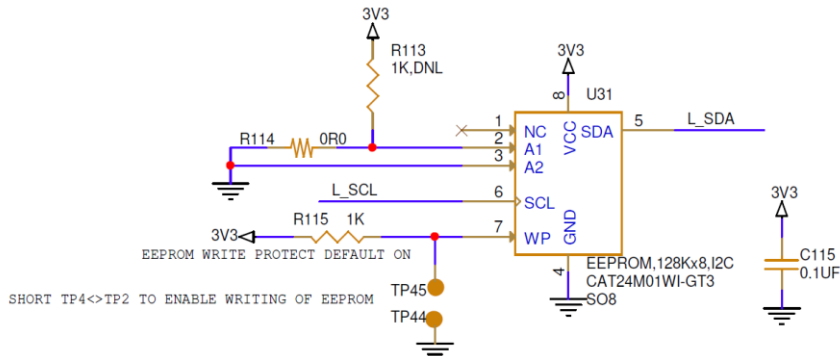 3V3
R113
1K,DNL
3V3
U31
8
VCC
1
NC
SDA
5
L_SDA
R114
0R0
2
A1
3
A2
L_SCL
6
SCL
3V3
R115
1K
7
WP
GND
3V3
EEPROM WRITE PROTECT DEFAULT ON
4
EEPROM,128Kx8,I2C
CAT24M01WI-GT3
SO8
C115
0.1UF
SHORT TP4<>TP2 TO ENABLE WRITING OF EEPROM
TP45
TP44